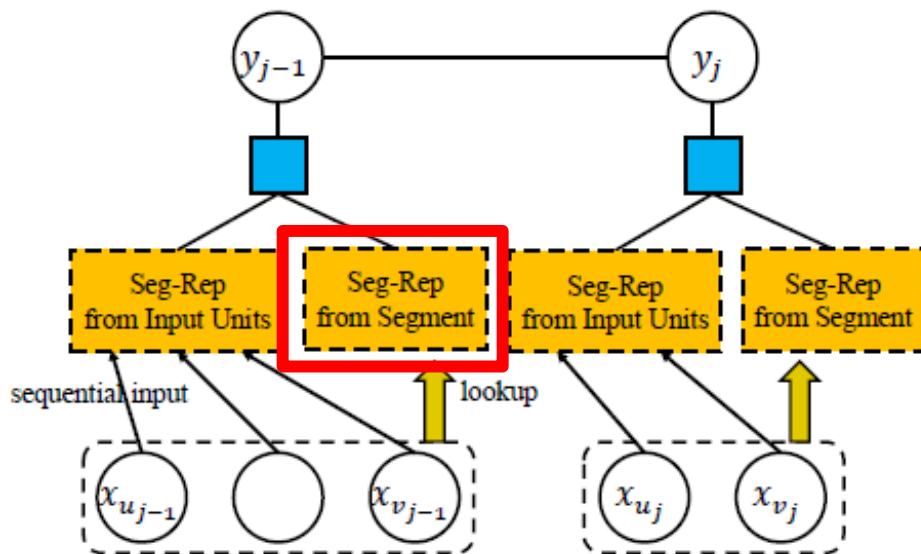 y_{j-1} y_j
Seg-Rep
from Input Units
Seg-Rep
from Segment
Seg-Rep
from Input Units
Seg-Rep
from Segment
sequential input
lookup
x_{u_{j-1}} x_{v_{j-1}} x_{u_j} x_{v_j}